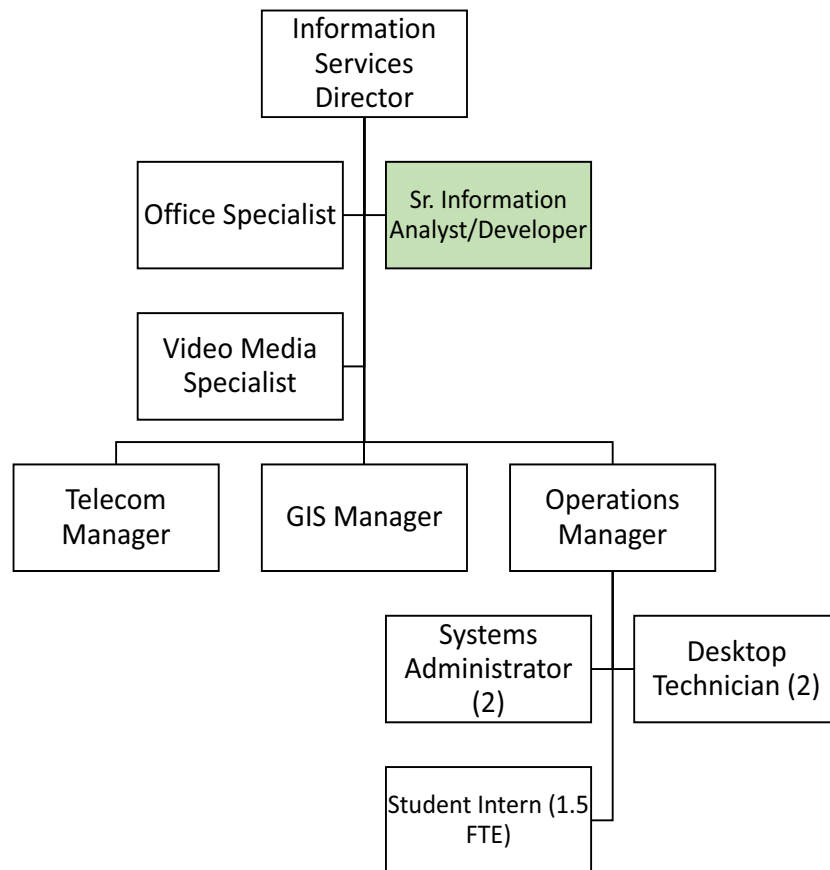 Information
Services
Director
Office Specialist
Sr. Information
Analyst/Developer
Video Media
Specialist
Telecom
Manager
GIS Manager
Operations
Manager
Systems
Administrator
(2)
Desktop
Technician (2)
Student Intern (1.5
FTE)